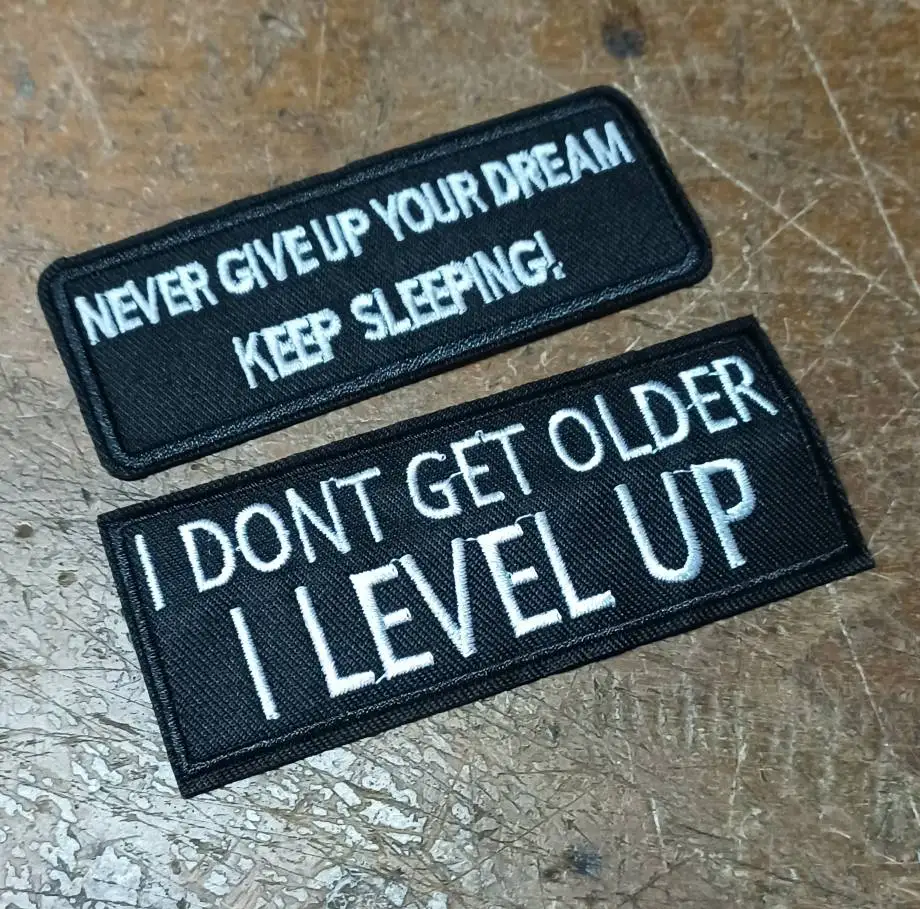 NEVER GIVE UP YOUR DREAM
KEEP SLEEPING!
I DONT GET OLDER
I LEVEL UP